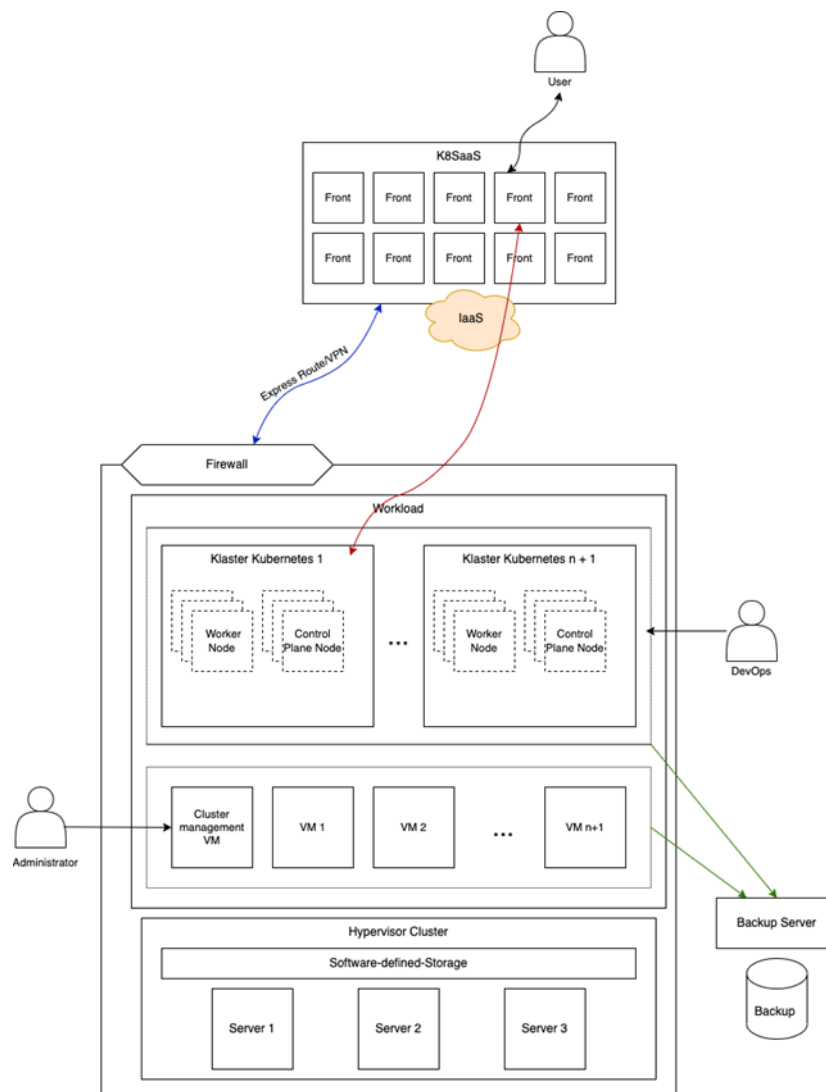 User
K8SaaS
Front
Front
Front
Front
Front
Front
Front
Front
Front
Front
IaaS
Express Route/VPN
Firewall
Workload
Klaster Kubernetes 1
Klaster Kubernetes n + 1
Worker
Node
Control
Plane Node
...
Worker
Node
Control
Plane Node
DevOps
Cluster
management
VM
VM 1
VM 2
...
VM n+1
Administrator
Backup Server
Backup
Hypervisor Cluster
Software-defined-Storage
Server 1
Server 2
Server 3